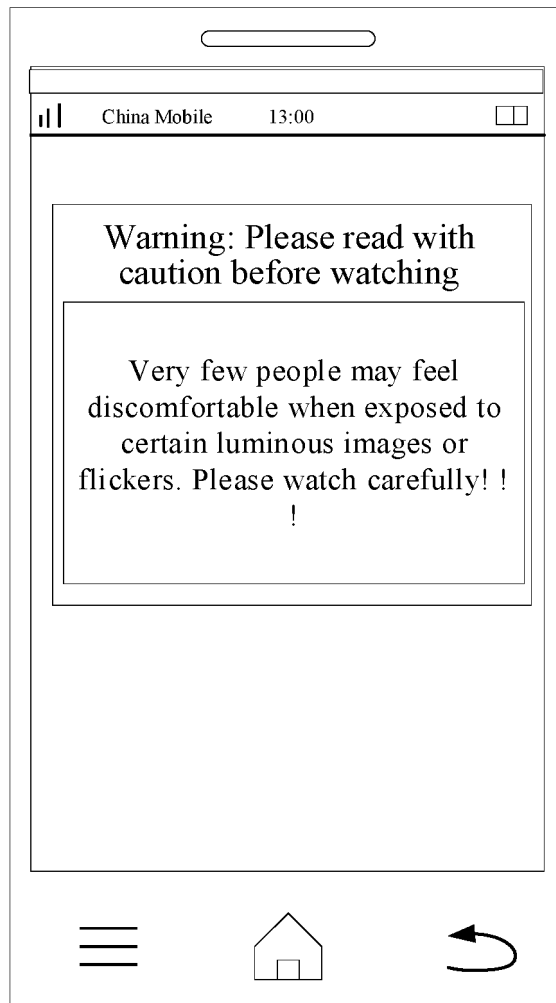 China Mobile 13:00
Warning: Please read with
caution before watching
Very few people may feel
discomfortable when exposed to
certain luminous images or
flickers. Please watch carefully! !
!